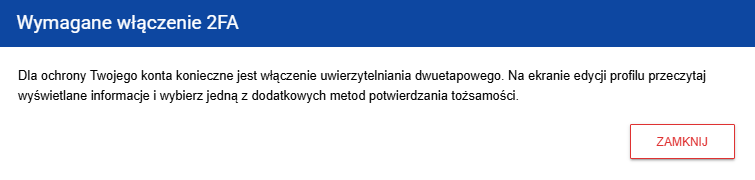 Wymagane włączenie 2FA
Dla ochrony Twojego konta konieczne jest włączenie uwierzytelniania dwuetapowego. Na ekranie edycji profilu przeczytaj
wyświetlane informacje i wybierz jedną z dodatkowych metod potwierdzania tożsamości.
ZAMKNIJ